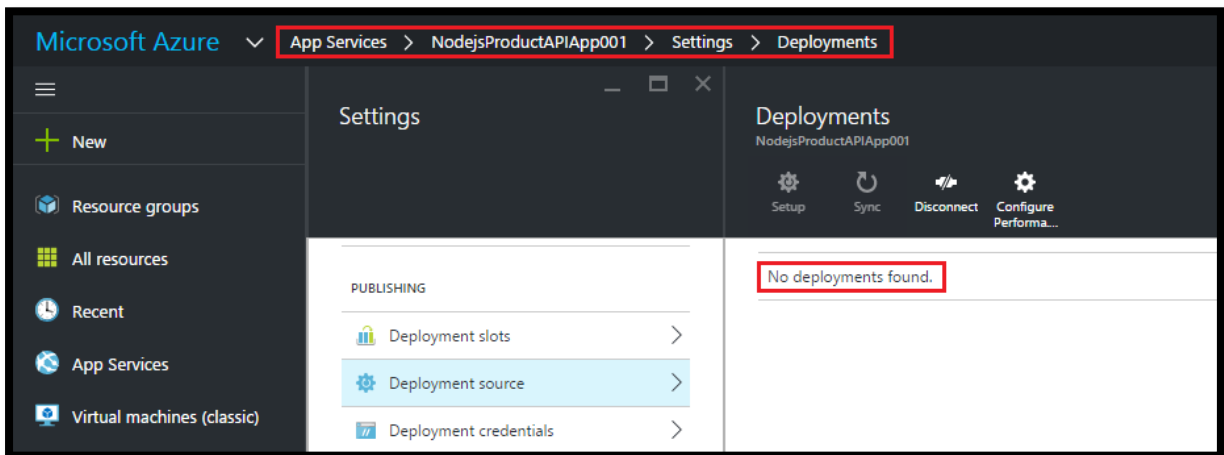 Microsoft Azure App Services > NodejsProductAPIApp001 > Settings > Deployments
New
Resource groups
All resources
Recent
App Services
Virtual machines (classic)
Settings
PUBLISHING
Deployment slots
Deployment source
Deployment credentials
Deployments
NodejsProductAPIApp001
Setup
Sync
Disconnect
Configure
Performa...
No deployments found.